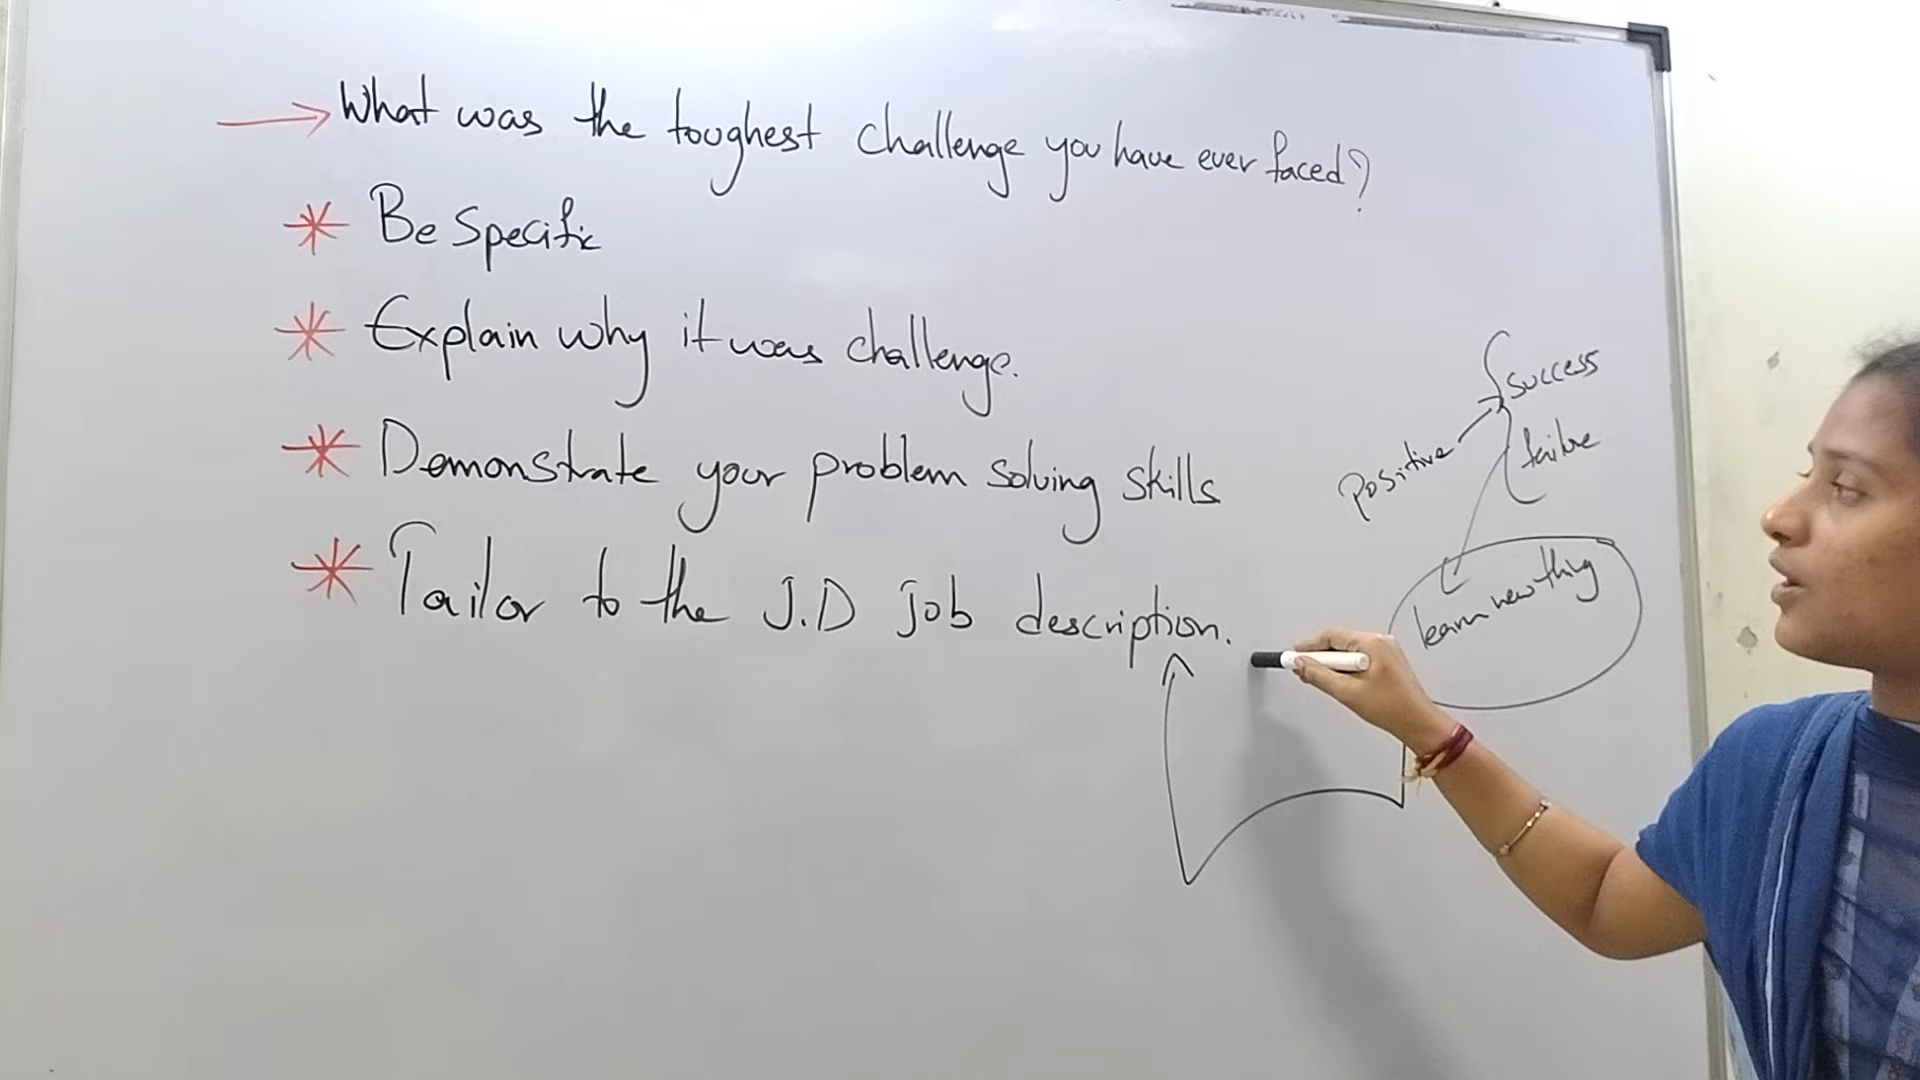 What was the toughest challenge you have ever faced?
Be specific
Explain why it was challenge.
Demonstrate your problem solving skills
Tailor to the J.D job description.
success
positive
failure
learn new thing